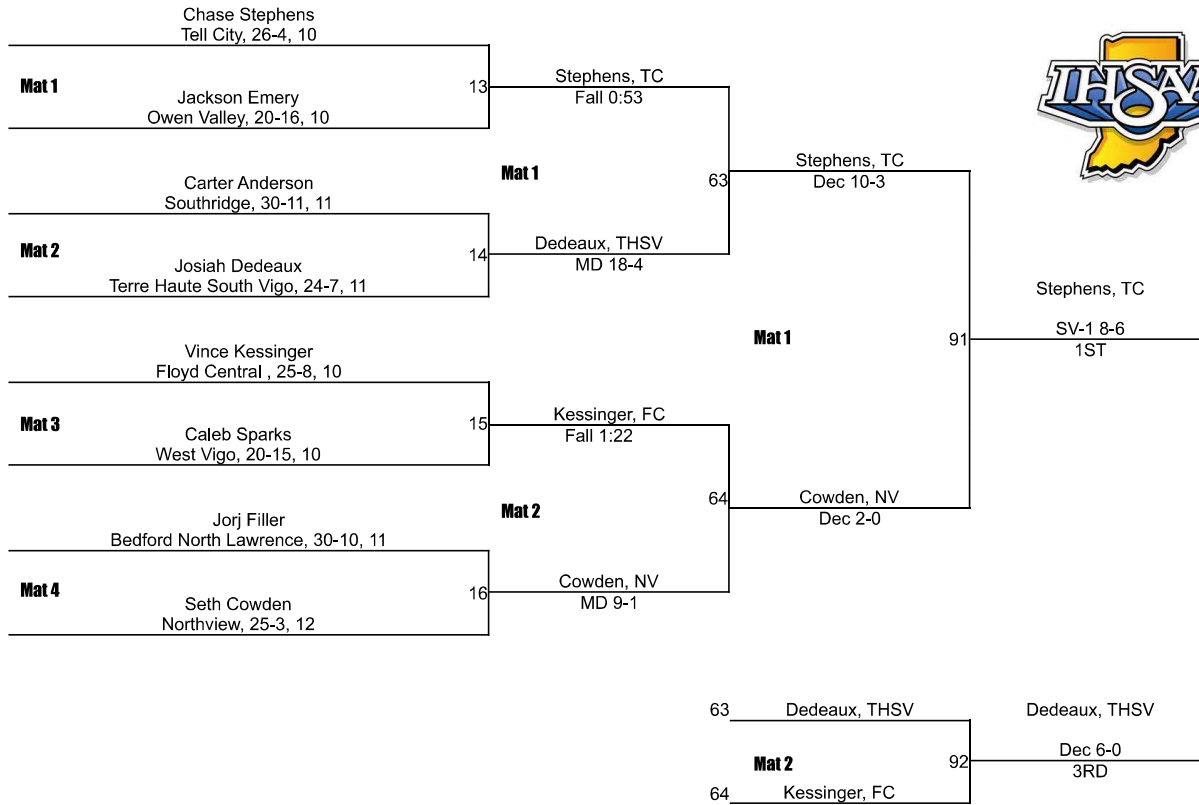 Chase Stephens
Tell City, 26-4, 10
Mat 1
Jackson Emery
Owen Valley, 20-16, 10
13
Stephens, TC
Fall 0:53
Carter Anderson
Southridge, 30-11, 11
Mat 2
Josiah Dedeaux
Terre Haute South Vigo, 24-7, 11
14
Dedeaux, THSV
MD 18-4
Mat 1
63
Stephens, TC
Dec 10-3
Vince Kessinger
Floyd Central , 25-8, 10
Mat 3
Caleb Sparks
West Vigo, 20-15, 10
15
Kessinger, FC
Fall 1:22
Jorj Filler
Bedford North Lawrence, 30-10, 11
Mat 4
Seth Cowden
Northview, 25-3, 12
16
Cowden, NV
MD 9-1
Mat 2
64
Cowden, NV
Dec 2-0
Mat 1
91
Stephens, TC
SV-1 8-6
1ST
IHSAA
63
Dedeaux, THSV
Mat 2
64
Kessinger, FC
92
Dedeaux, THSV
Dec 6-0
3RD